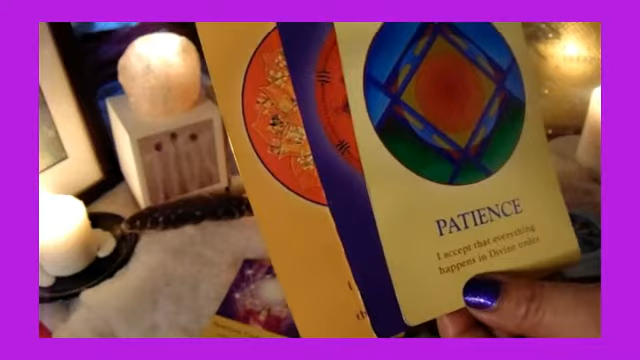 PATIENCE
I accept that everything
happens in Divine order